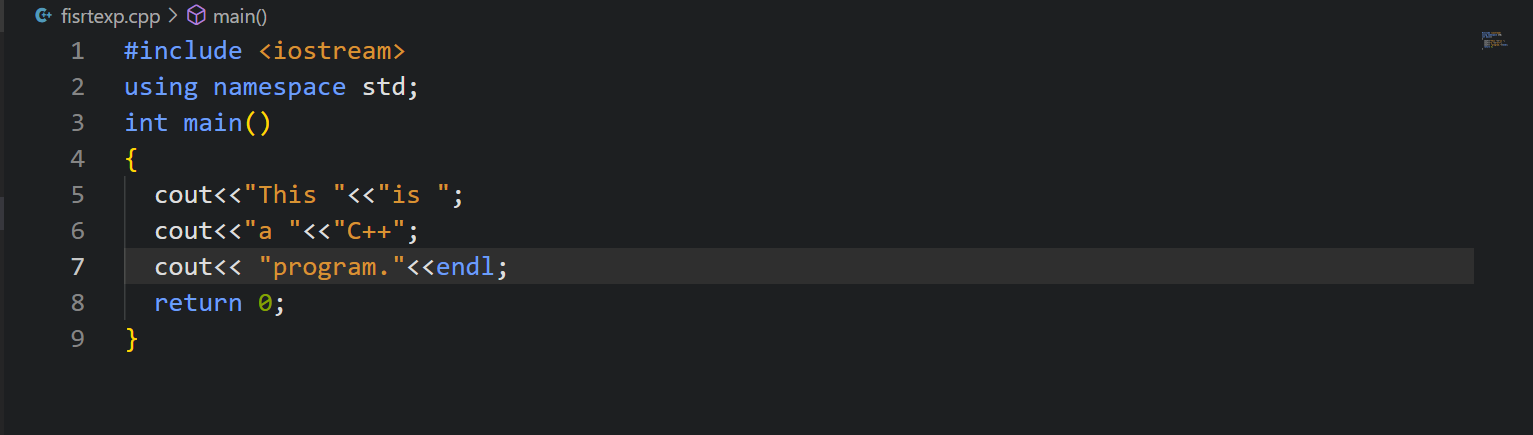 fisrtexp.cpp > main()
1 #include <iostream>
2 using namespace std;
3 int main()
4 {
5   cout<<"This "<<"is ";
6   cout<<"a "<<"C++";
7   cout<< "program."<<endl;
8   return 0;
9 }